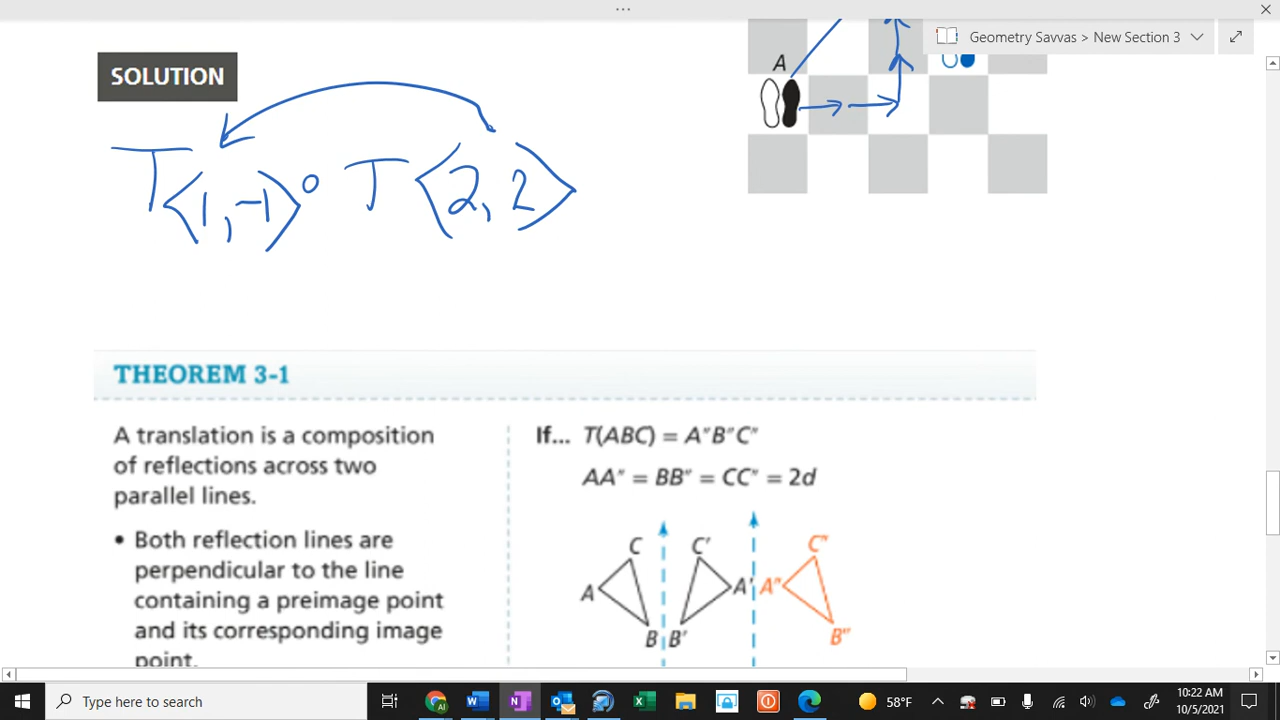 Geometry Savvas > New Section 3
A
SOLUTION
T⟨1, -1⟩ ∘ T⟨2, 2⟩
THEOREM 3-1
A translation is a composition
of reflections across two
parallel lines.
• Both reflection lines are
perpendicular to the line
containing a preimage point
and its corresponding image
point.
If... T(ABC) = A"B"C"
AA" = BB" = CC" = 2d
C C' C"
A A' A"
B B' B"
Type here to search
58°F
10:22 AM
10/5/2021